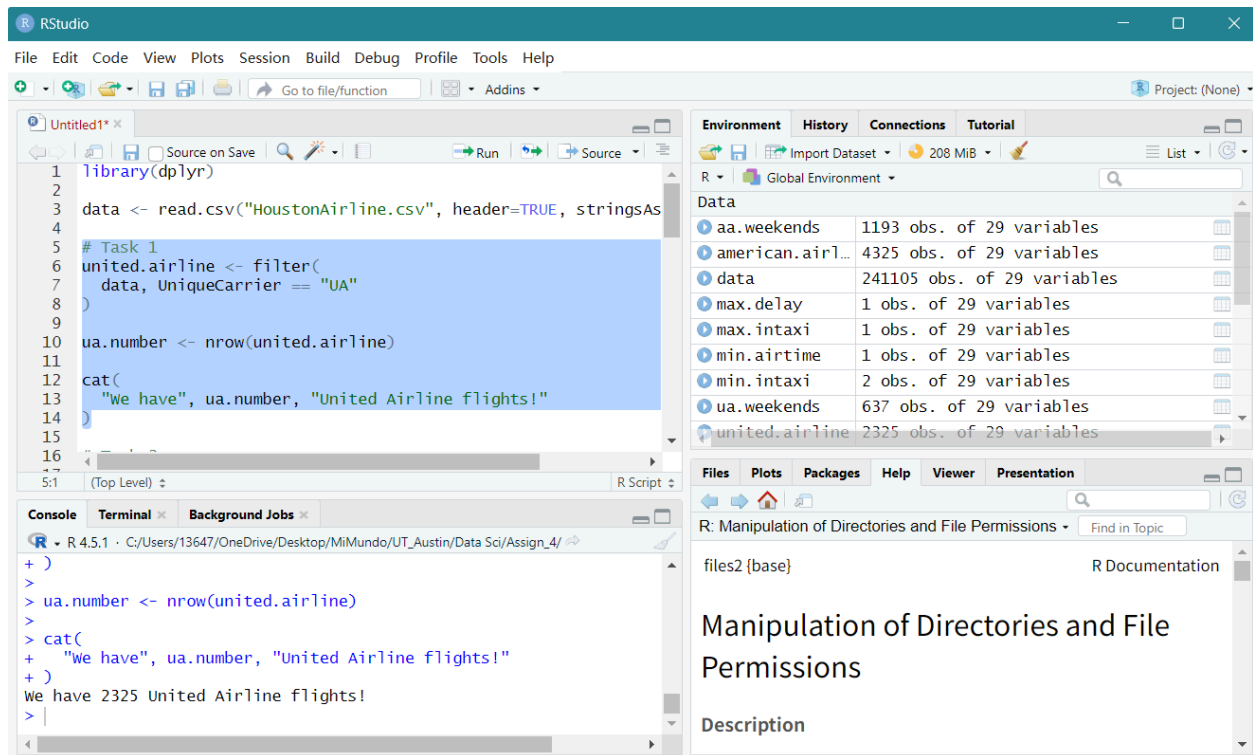 RStudio
File Edit Code View Plots Session Build Debug Profile Tools Help
Go to file/function Addins Project: (None)
Untitled1*
Source on Save Run Source
1 library(dplyr)
2
3 data <- read.csv("HoustonAirline.csv", header=TRUE, stringsAs
4
5 # Task 1
6 united.airline <- filter(
7 data, UniqueCarrier == "UA"
8 )
9
10 ua.number <- nrow(united.airline)
11
12 cat(
13 "We have", ua.number, "United Airline flights!"
14 )
15
16
5:1 (Top Level) R Script
Console Terminal Background Jobs
R 4.5.1 · C:/Users/13647/OneDrive/Desktop/MiMundo/UT_Austin/Data Sci/Assign_4/
+ )
>
> ua.number <- nrow(united.airline)
>
> cat(
+ "We have", ua.number, "United Airline flights!"
+ )
We have 2325 United Airline flights!
>
Environment History Connections Tutorial
Import Dataset 208 MiB List
R Global Environment
Data
aa.weekends 1193 obs. of 29 variables
american.airl… 4325 obs. of 29 variables
data 241105 obs. of 29 variables
max.delay 1 obs. of 29 variables
max.intaxi 1 obs. of 29 variables
min.airtime 1 obs. of 29 variables
min.intaxi 2 obs. of 29 variables
ua.weekends 637 obs. of 29 variables
united.airline 2325 obs. of 29 variables
Files Plots Packages Help Viewer Presentation
R: Manipulation of Directories and File Permissions Find in Topic
files2 {base} R Documentation
Manipulation of Directories and File
Permissions
Description